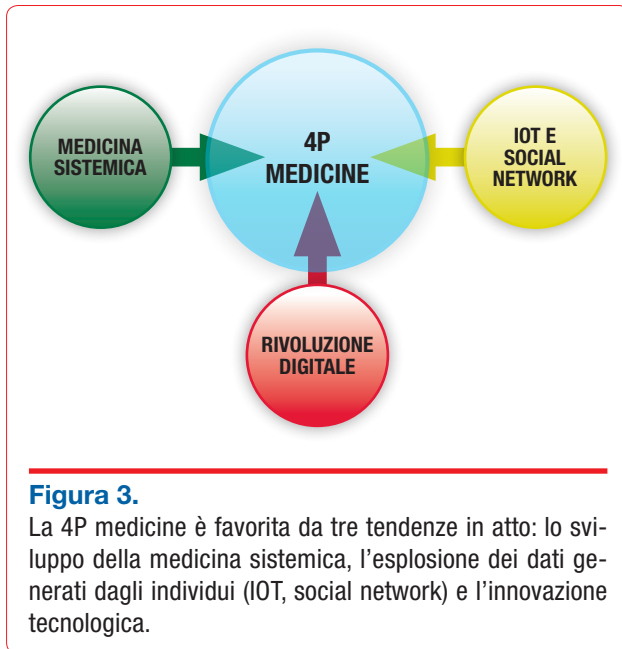 MEDICINA
SISTEMICA
4P
MEDICINE
IOT E
SOCIAL
NETWORK
RIVOLUZIONE
DIGITALE
Figura 3.
La 4P medicine è favorita da tre tendenze in atto: lo svi-
luppo della medicina sistemica, l'esplosione dei dati ge-
nerati dagli individui (IOT, social network) e l'innovazione
tecnologica.